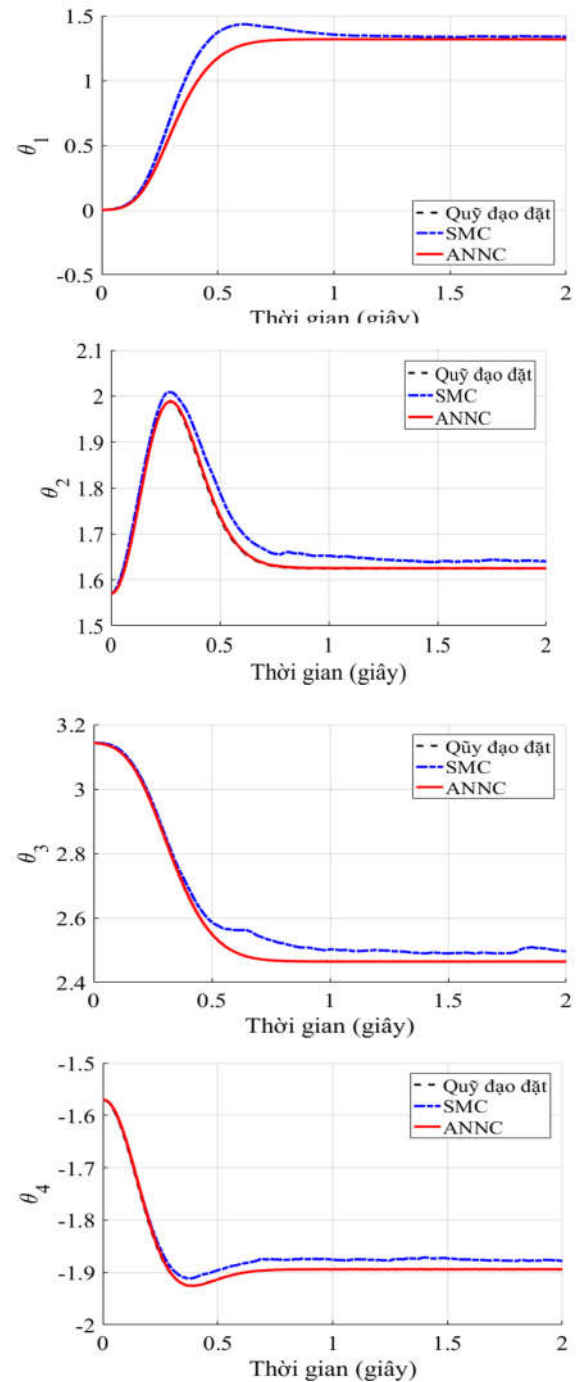 1.5
1
0.5
0
-0.5
θ1
Quỹ đạo đặt
SMC
ANNC
0 0.5 1 1.5 2
Thời gian (giây)
2.1
2
1.9
1.8
1.7
1.6
1.5
θ2
Quỹ đạo đặt
SMC
ANNC
0 0.5 1 1.5 2
Thời gian (giây)
3.2
3
2.8
2.6
2.4
θ3
Qũy đạo đặt
SMC
ANNC
0 0.5 1 1.5 2
Thời gian (giây)
-1.5
-1.6
-1.7
-1.8
-1.9
-2
θ4
Quỹ đạo đặt
SMC
ANNC
0 0.5 1 1.5 2
Thời gian (giây)